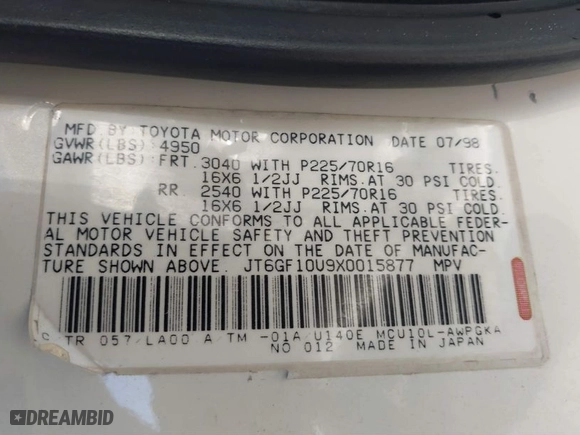 MFD. BY TOYOTA MOTOR CORPORATION DATE 07/98
GVWR(LBS):4950
GAWR(LBS): FRT. 3040 WITH P225/70R16 TIRES,
16X6 1/2JJ RIMS, AT 30 PSI COLD.
RR. 2540 WITH P225/70R16 TIRES,
16X6 1/2JJ RIMS, AT 30 PSI COLD.
THIS VEHICLE CONFORMS TO ALL APPLICABLE FEDER-
AL MOTOR VEHICLE SAFETY AND THEFT PREVENTION
STANDARDS IN EFFECT ON THE DATE OF MANUFAC-
TURE SHOWN ABOVE. JT6GF10U9X0015877 MPV
C/TR 057/LA00 A/TM -01A/U140E MCU10L-AWPGKA
NO 012 MADE IN JAPAN
DREAMBID